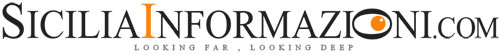 SICILIAINFORMAZIONI.COM
LOOKING FAR , LOOKING DEEP